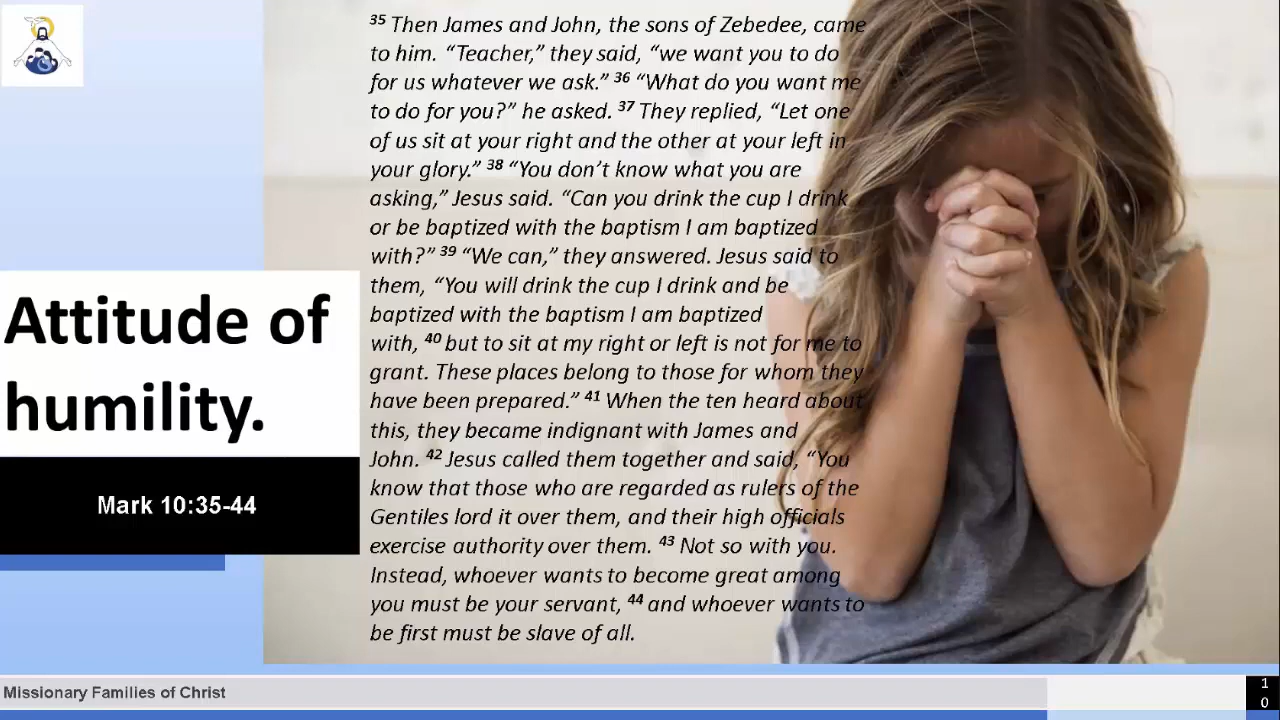 ³⁵ Then James and John, the sons of Zebedee, came
to him. “Teacher,” they said, “we want you to do
for us whatever we ask.” ³⁶ “What do you want me
to do for you?” he asked. ³⁷ They replied, “Let one
of us sit at your right and the other at your left in
your glory.” ³⁸ “You don’t know what you are
asking,” Jesus said. “Can you drink the cup I drink
or be baptized with the baptism I am baptized
with?” ³⁹ “We can,” they answered. Jesus said to
them, “You will drink the cup I drink and be
baptized with the baptism I am baptized
with, ⁴⁰ but to sit at my right or left is not for me to
grant. These places belong to those for whom they
have been prepared.” ⁴¹ When the ten heard about
this, they became indignant with James and
John. ⁴² Jesus called them together and said, “You
know that those who are regarded as rulers of the
Gentiles lord it over them, and their high officials
exercise authority over them. ⁴³ Not so with you.
Instead, whoever wants to become great among
you must be your servant, ⁴⁴ and whoever wants to
be first must be slave of all.
Attitude of
humility.
Mark 10:35-44
Missionary Families of Christ
1
0